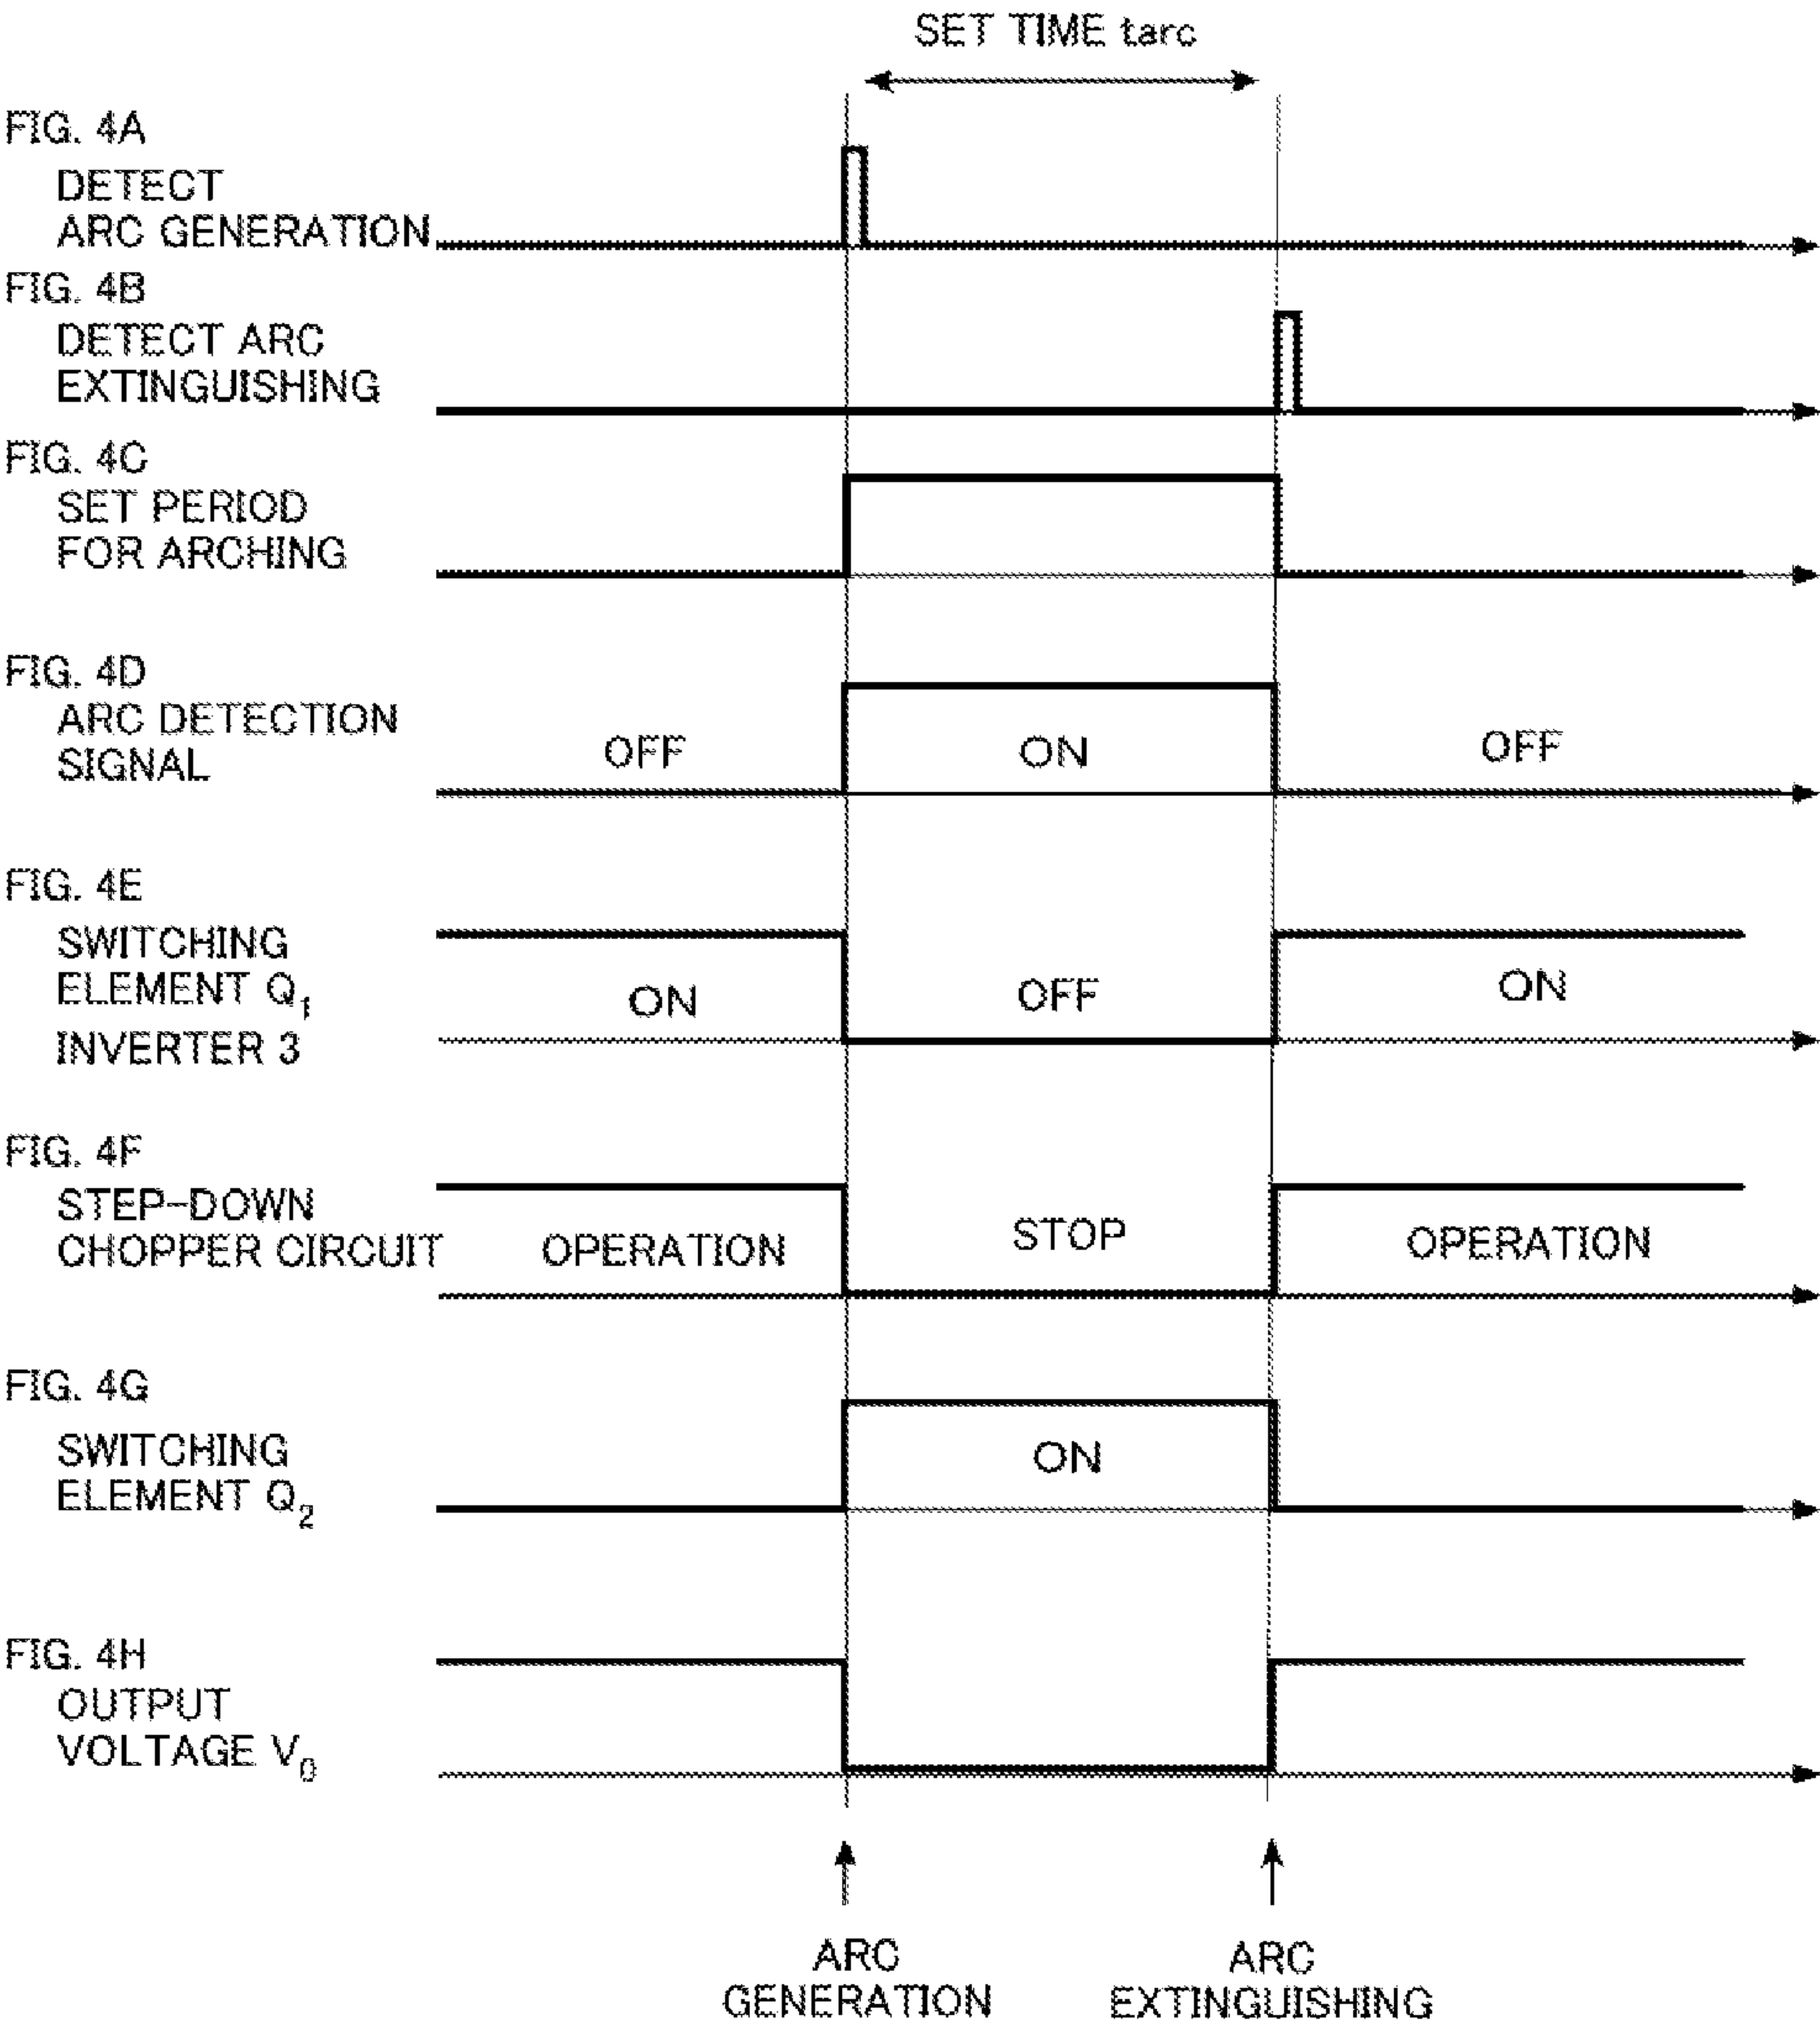 SET TIME tarc
FIG. 4A
DETECT
ARC GENERATION
FIG. 4B
DETECT ARC
EXTINGUISHING
FIG. 4C
SET PERIOD
FOR ARCHING
FIG. 4D
ARC DETECTION
SIGNAL
OFF ON OFF
FIG. 4E
SWITCHING
ELEMENT Q₁
INVERTER 3
ON OFF ON
FIG. 4F
STEP-DOWN
CHOPPER CIRCUIT
OPERATION STOP OPERATION
FIG. 4G
SWITCHING
ELEMENT Q₂
ON
FIG. 4H
OUTPUT
VOLTAGE V₀
ARC
GENERATION
ARC
EXTINGUISHING